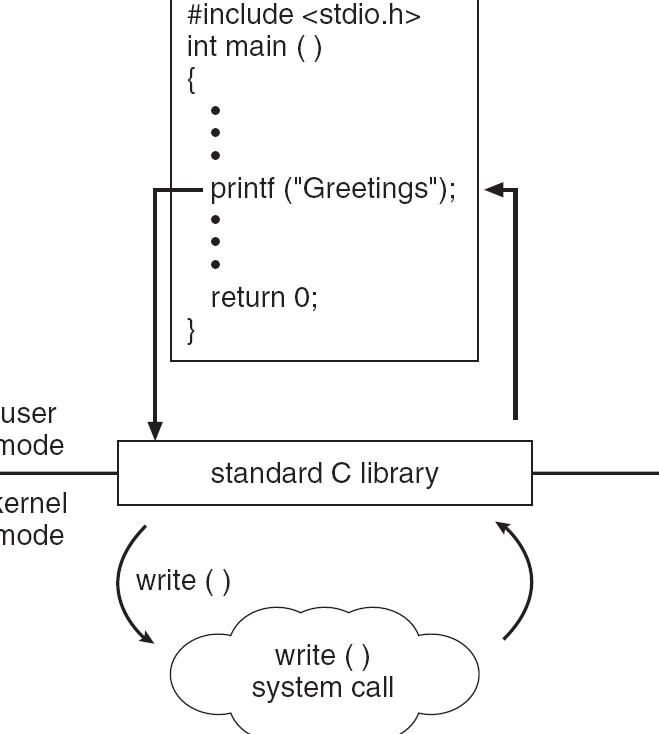 #include <stdio.h>
int main ( )
{
•
•
•
printf ("Greetings");
•
•
•
return 0;
}
user
mode
standard C library
kernel
mode
write ( )
write ( )
system call